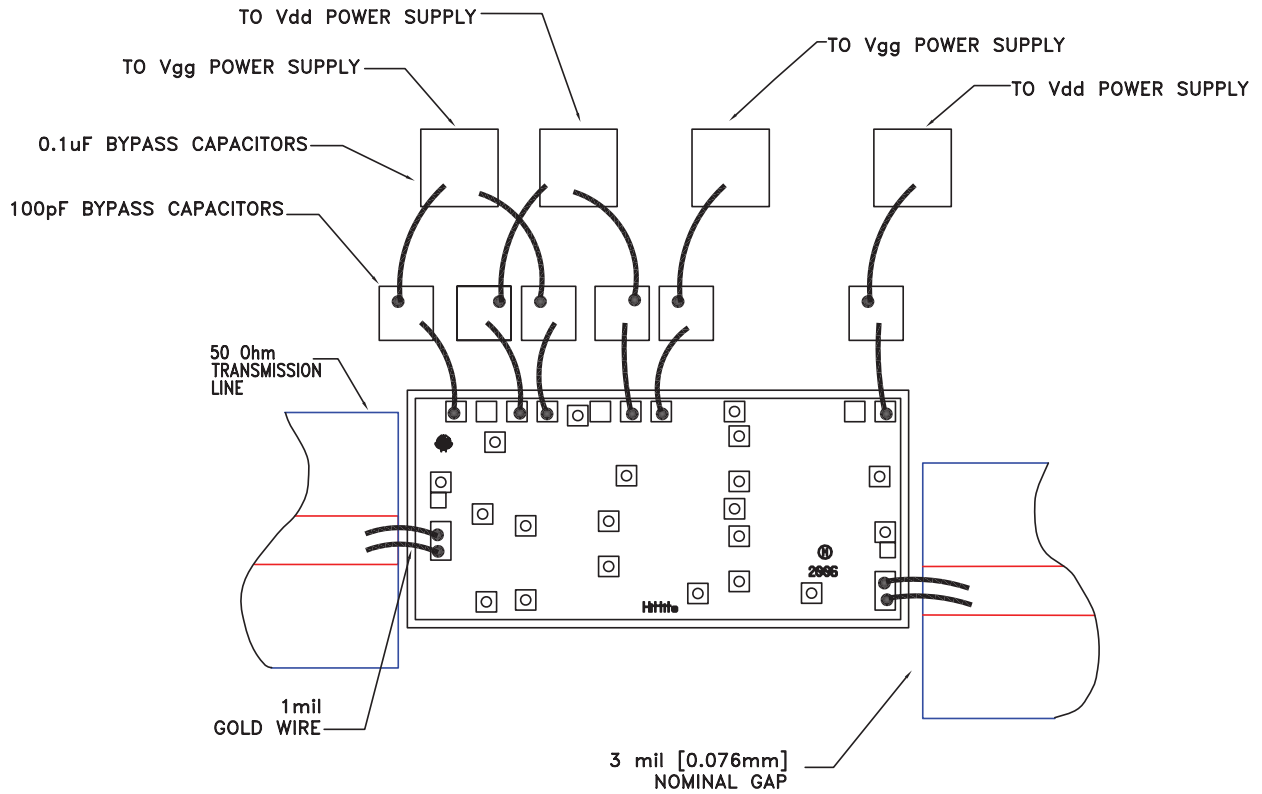 TO Vdd POWER SUPPLY
TO Vgg POWER SUPPLY
TO Vgg POWER SUPPLY
TO Vdd POWER SUPPLY
0.1uF BYPASS CAPACITORS
100pF BYPASS CAPACITORS
50 Ohm
TRANSMISSION
LINE
H
2006
Hittite
1mil
GOLD WIRE
3 mil [0.076mm]
NOMINAL GAP